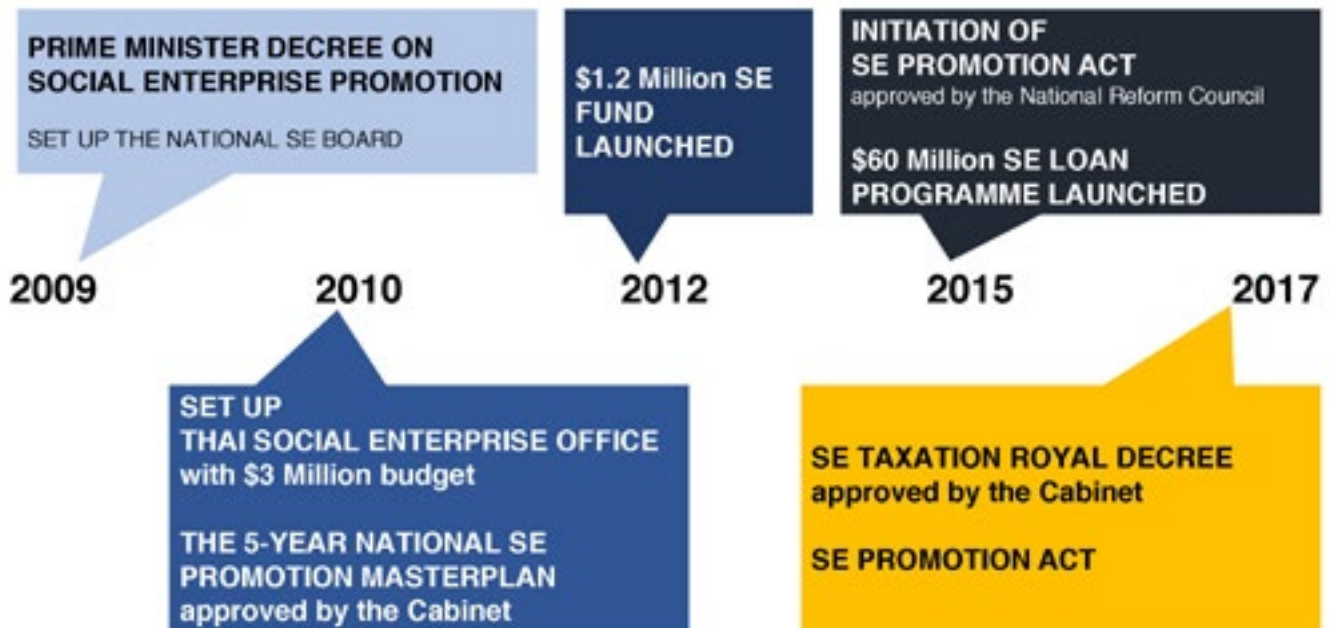 PRIME MINISTER DECREE ON
SOCIAL ENTERPRISE PROMOTION
SET UP THE NATIONAL SE BOARD
$1.2 Million SE
FUND
LAUNCHED
INITIATION OF
SE PROMOTION ACT
approved by the National Reform Council
$60 Million SE LOAN
PROGRAMME LAUNCHED
2009
2010
2012
2015
2017
SET UP
THAI SOCIAL ENTERPRISE OFFICE
with $3 Million budget
THE 5-YEAR NATIONAL SE
PROMOTION MASTERPLAN
approved by the Cabinet
SE TAXATION ROYAL DECREE
approved by the Cabinet
SE PROMOTION ACT